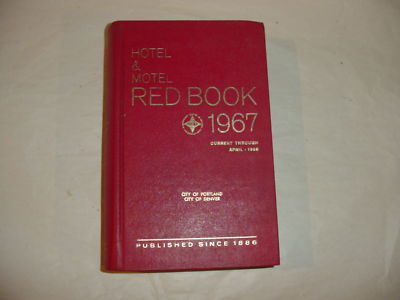 HOTEL
&
MOTEL
RED BOOK
1967
CURRENT THROUGH
APRIL - 1968
CITY OF PORTLAND
CITY OF DENVER
PUBLISHED SINCE 1886